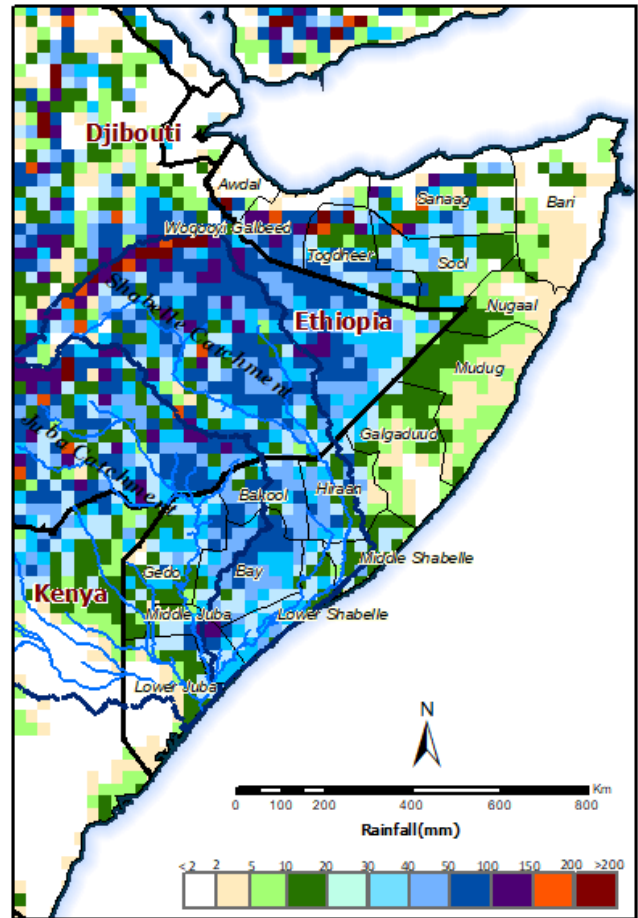 Djibouti
Awdal
Sanaag
Bari
Woqooyi Galbeed
Togdheer
Sool
Shabelle Catchment
Ethiopia
Nugaal
Mudug
Galgaduud
Juba Catchment
Bakool
Hiraan
Middle Shabelle
Gedo
Bay
Kenya
Middle Juba
Lower Shabelle
Lower Juba
N
Km
0 100 200 400 600 800
Rainfall(mm)
<2 2 5 10 20 30 40 50 100 150 200 >200